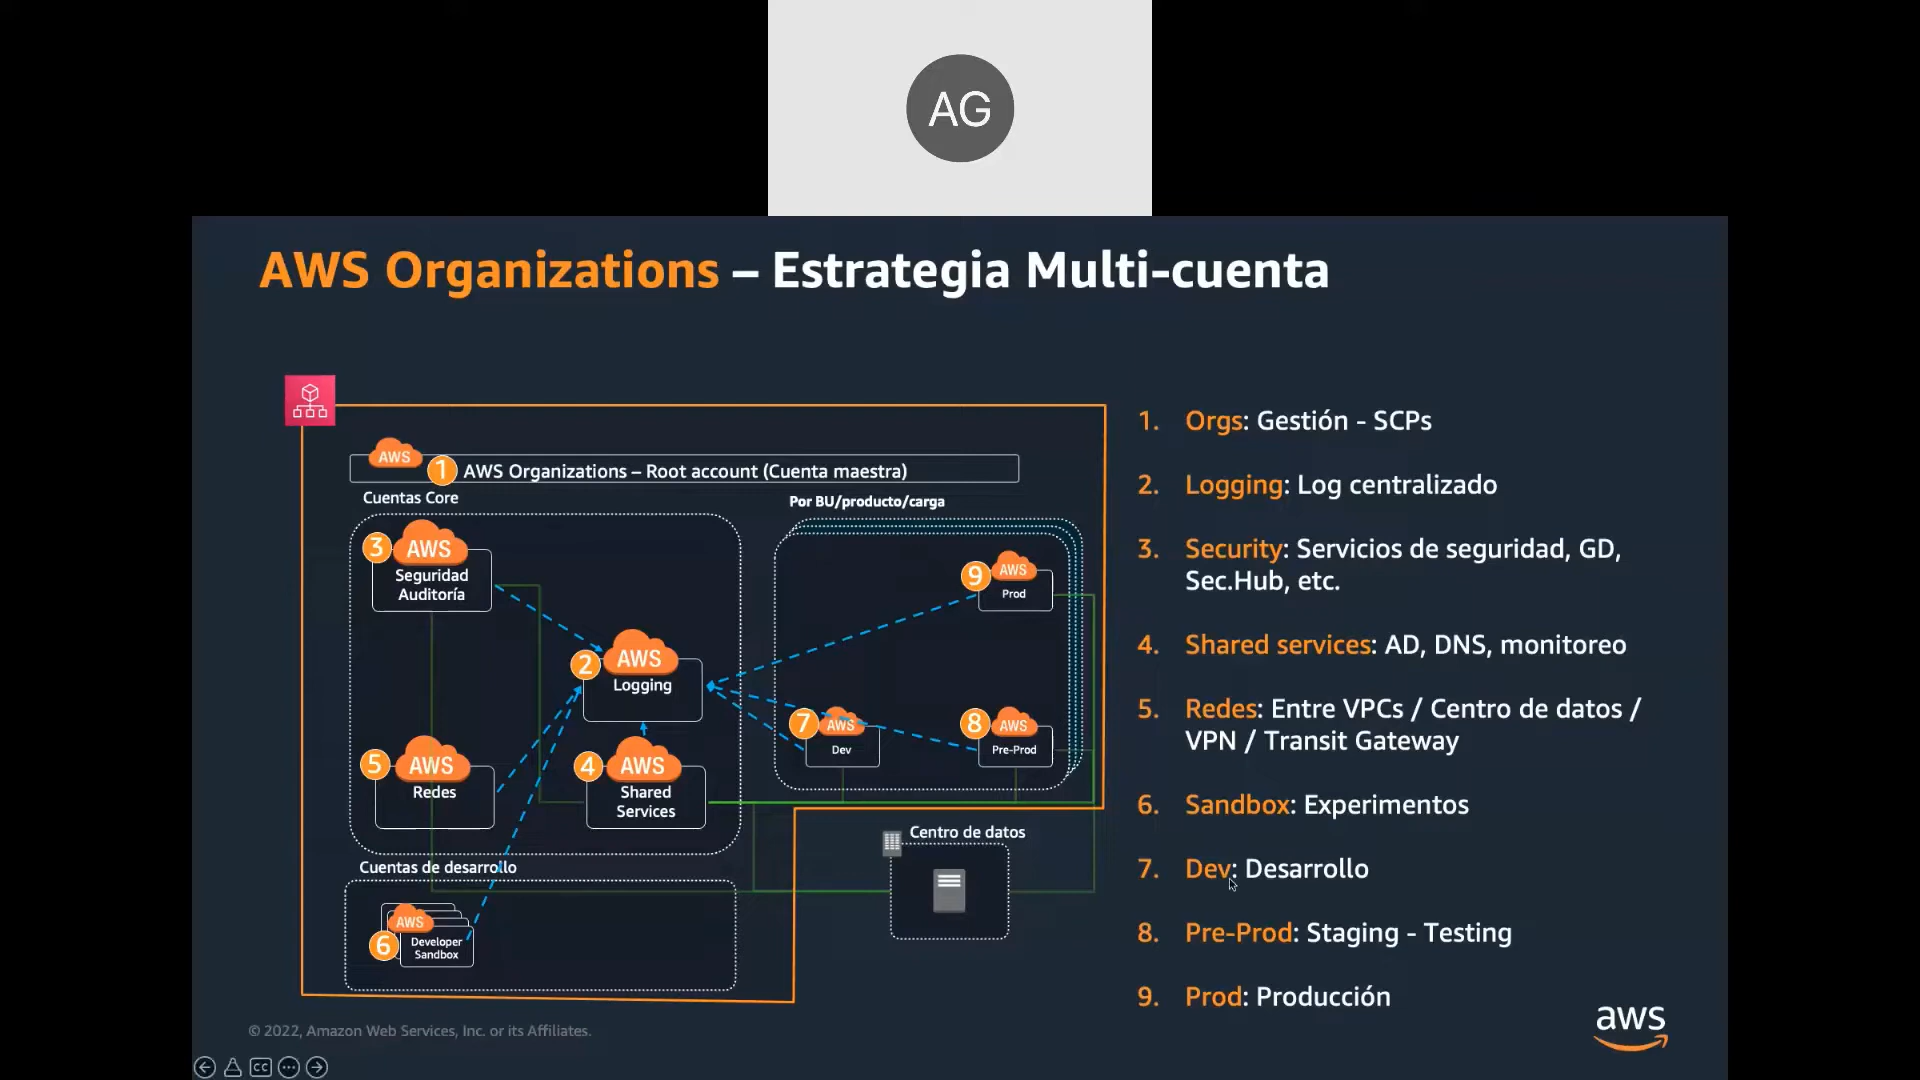 AG
AWS Organizations – Estrategia Multi-cuenta
AWS
1 AWS Organizations – Root account (Cuenta maestra)
Cuentas Core
Por BU/producto/carga
3 AWS
Seguridad
Auditoría
2 AWS
Logging
5 AWS
Redes
4 AWS
Shared
Services
9 AWS
Prod
7 AWS
Dev
8 AWS
Pre-Prod
Cuentas de desarrollo
AWS
6 Developer
Sandbox
Centro de datos
1. Orgs: Gestión - SCPs
2. Logging: Log centralizado
3. Security: Servicios de seguridad, GD,
Sec.Hub, etc.
4. Shared services: AD, DNS, monitoreo
5. Redes: Entre VPCs / Centro de datos /
VPN / Transit Gateway
6. Sandbox: Experimentos
7. Dev: Desarrollo
8. Pre-Prod: Staging - Testing
9. Prod: Producción
© 2022, Amazon Web Services, Inc. or its Affiliates.
aws
CC